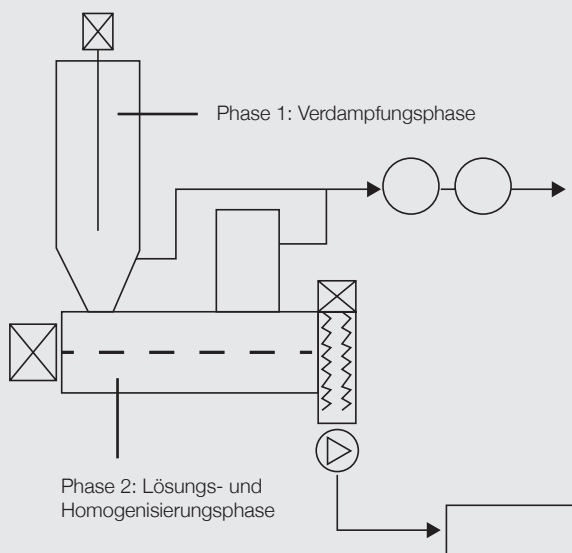 Phase 1: Verdampfungsphase
Phase 2: Lösungs- und
Homogenisierungsphase